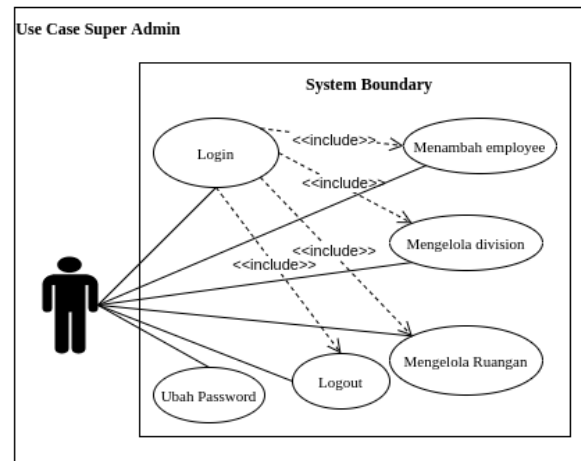 Use Case Super Admin
System Boundary
Login
<<include>>
Menambah employee
<<include>>
Mengelola division
<<include>>
<<include>>
Mengelola Ruangan
Logout
Ubah Password